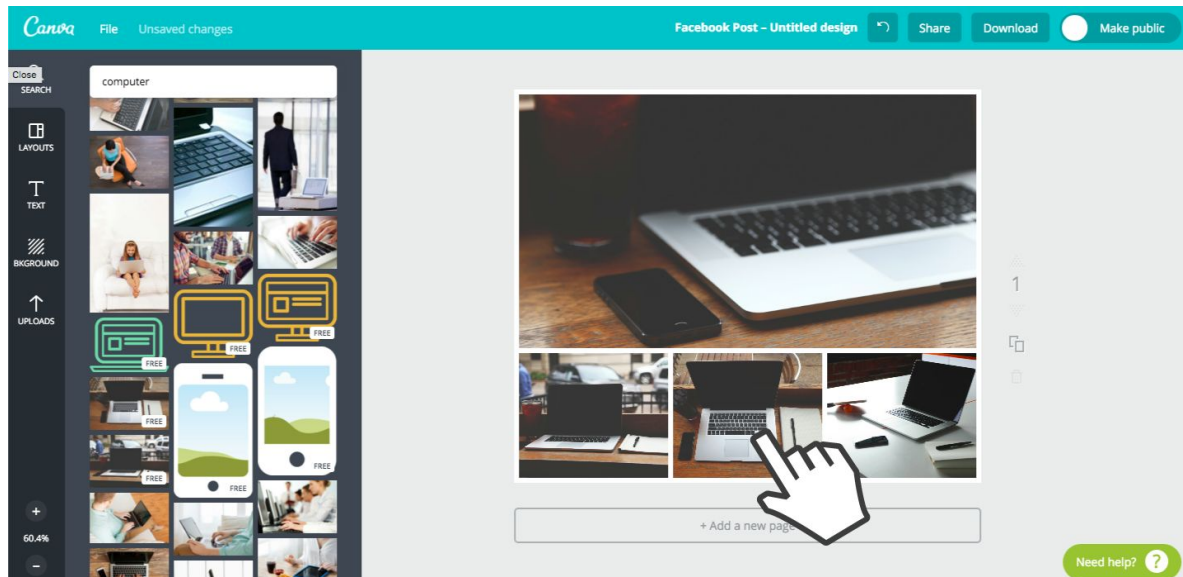 Canva File Unsaved changes Facebook Post – Untitled design Share Download Make public
Close
SEARCH
computer
LAYOUTS
TEXT
BKGROUND
UPLOADS
FREE
FREE
FREE
FREE
FREE
FREE
FREE
1
+
60.4%
–
+ Add a new page
Need help? ?